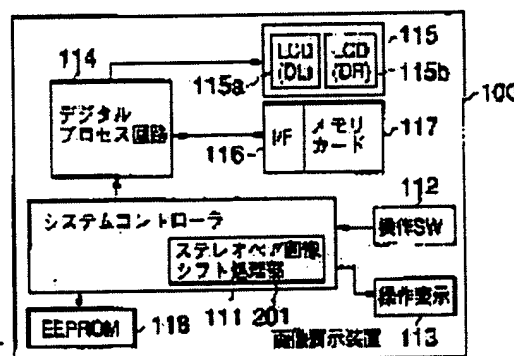 114
デジタル
プロセス回路
LCD
(DL)
LCD
(DR)
115
115a
115b
100
I/F
メモリ
カード
116
117
システムコントローラ
ステレオペア画像
シフト処理部
112
操作SW
操作表示
EEPROM
118
111
201
画像表示装置
113